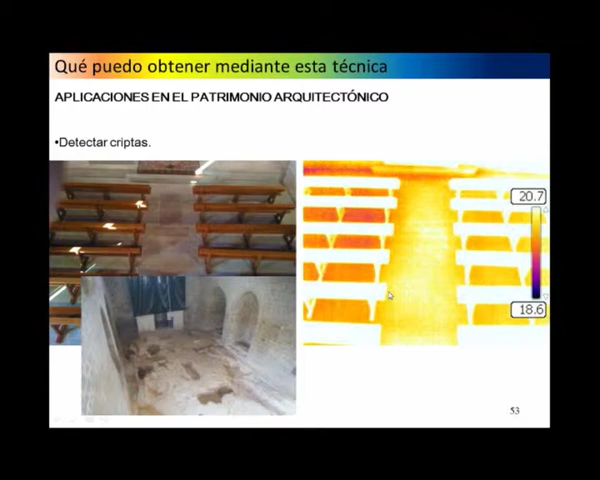 Qué puedo obtener mediante esta técnica
APLICACIONES EN EL PATRIMONIO ARQUITECTÓNICO
•Detectar criptas.
20.7
18.6
53